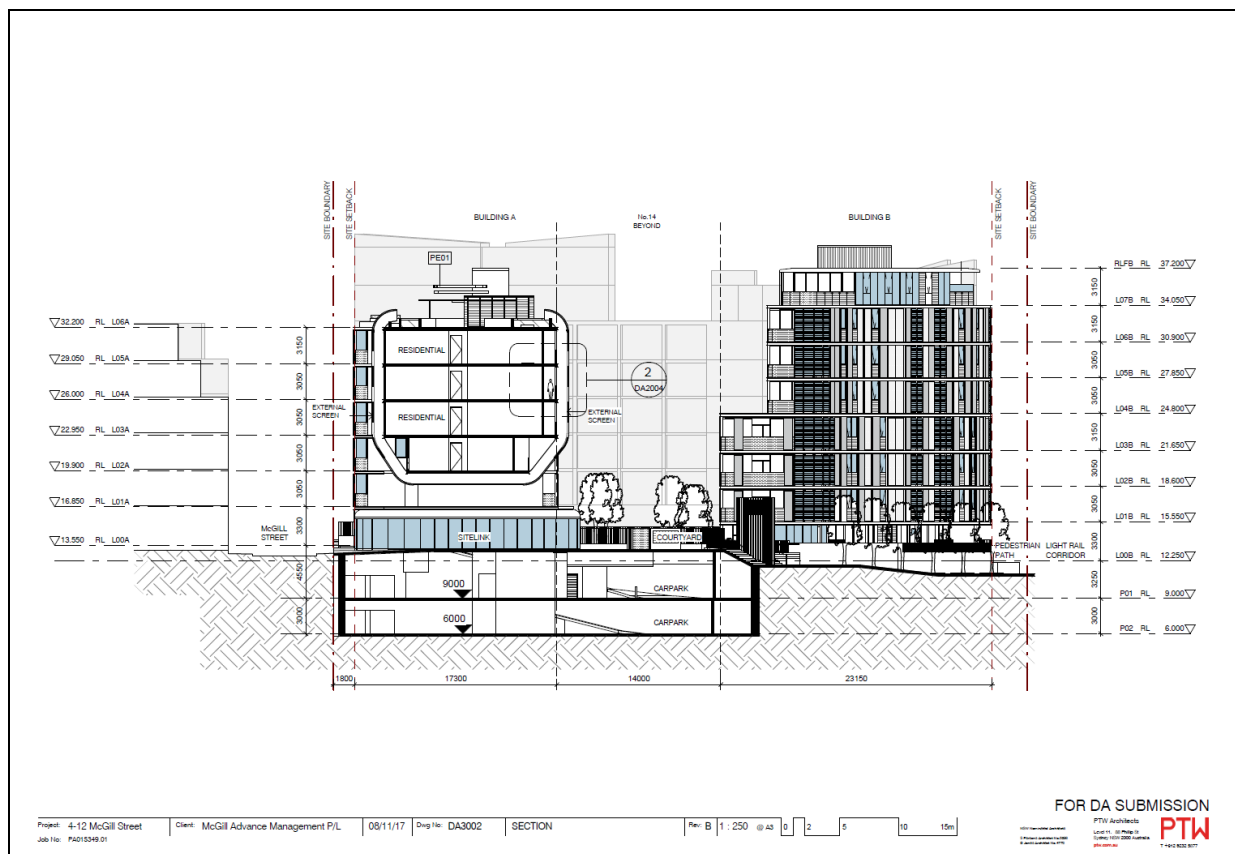 SITE BOUNDARY
SITE SETBACK
BUILDING A
No.14
BEYOND
BUILDING B
SITE SETBACK
SITE BOUNDARY
PE01
RLFB RL 37.200
3150
L07B RL 34.050
3150
L06B RL 30.900
3050
L05B RL 27.850
3050
L04B RL 24.800
3150
L03B RL 21.650
3050
L02B RL 18.600
3050
L01B RL 15.550
3300
L00B RL 12.250
3250
P01 RL 9.000
3000
P02 RL 6.000
32.200 RL L06A
3150
29.050 RL L05A
3050
26.000 RL L04A
3050
22.950 RL L03A
3050
19.900 RL L02A
3050
16.850 RL L01A
3300
13.550 RL L00A
4550
3000
RESIDENTIAL
RESIDENTIAL
EXTERNAL
SCREEN
EXTERNAL
SCREEN
2
DA2004
McGILL
STREET
SITELINK
COURTYARD
PEDESTRIAN
PATH
LIGHT RAIL
CORRIDOR
9000
CARPARK
6000
CARPARK
1800 17300 14000 23150
FOR DA SUBMISSION
Project: 4-12 McGill Street Client: McGill Advance Management P/L 08/11/17 Dwg No: DA3002 SECTION Rev: B 1 : 250 @ A3 0 2 5 10 15m
Job No: PA015349.01
PTW Architects
Sydney NSW 2000 Australia
ptw.com.au
PTW